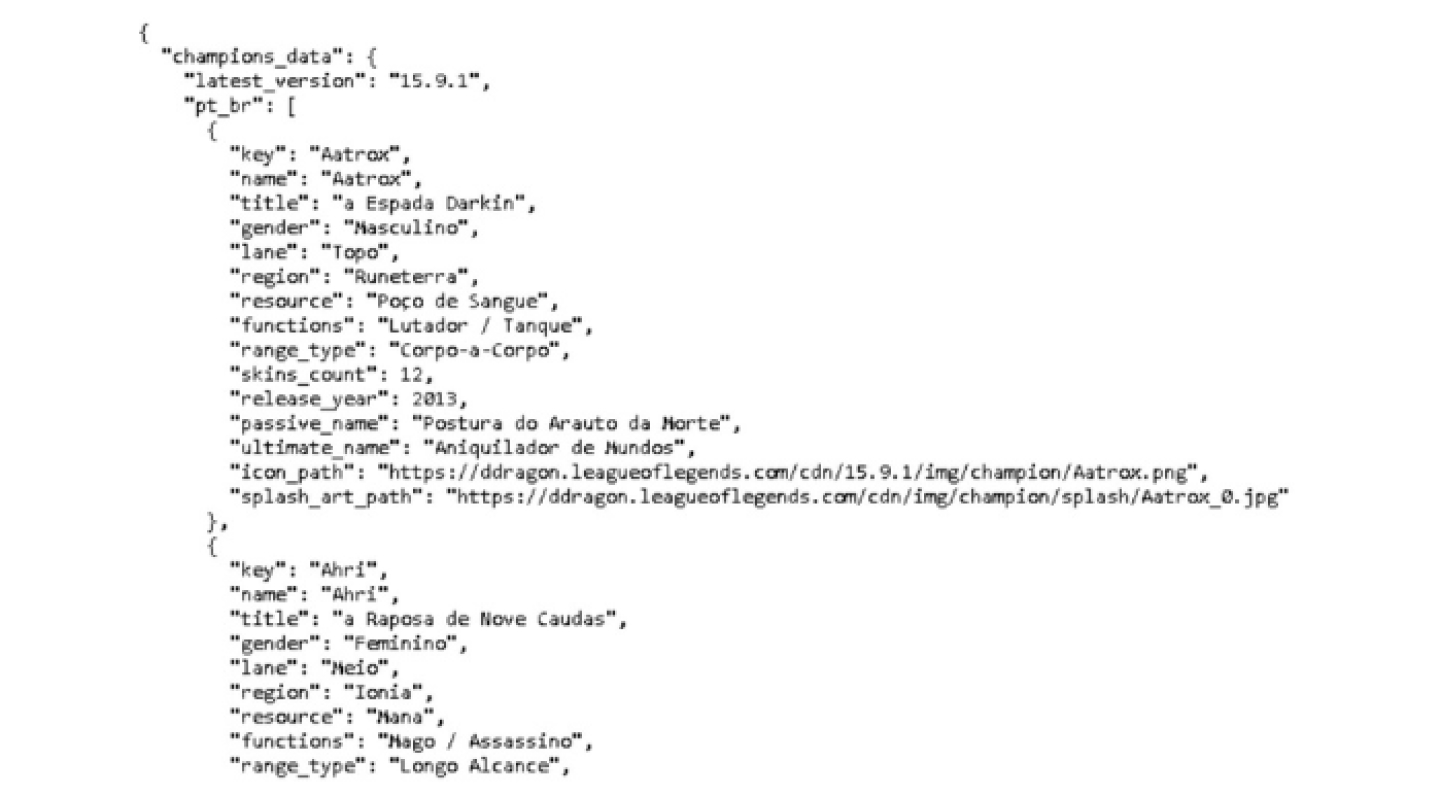 {
"champions_data": {
"latest_version": "15.9.1",
"pt_br": [
{
"key": "Aatrox",
"name": "Aatrox",
"title": "a Espada Darkin",
"gender": "Masculino",
"lane": "Topo",
"region": "Runeterra",
"resource": "Poço de Sangue",
"functions": "Lutador / Tanque",
"range_type": "Corpo-a-Corpo",
"skins_count": 12,
"release_year": 2013,
"passive_name": "Postura do Arauto da Morte",
"ultimate_name": "Aniquilador de Mundos",
"icon_path": "https://ddragon.leagueoflegends.com/cdn/15.9.1/img/champion/Aatrox.png",
"splash_art_path": "https://ddragon.leagueoflegends.com/cdn/img/champion/splash/Aatrox_0.jpg"
},
{
"key": "Ahri",
"name": "Ahri",
"title": "a Raposa de Nove Caudas",
"gender": "Feminino",
"lane": "Meio",
"region": "Ionia",
"resource": "Mana",
"functions": "Mago / Assassino",
"range_type": "Longo Alcance",